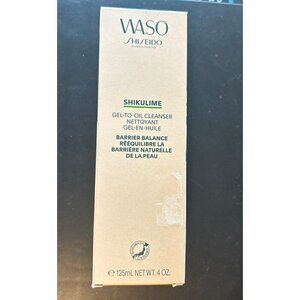 WASO
SHISEIDO
SHIKULIME
GEL-TO-OIL CLEANSER
NETTOYANT
GEL-EN-HUILE
BARRIER BALANCE
RÉÉQUILIBRE LA
BARRIÈRE NATURELLE
DE LA PEAU
℮ 125mL NET WT. 4 OZ.